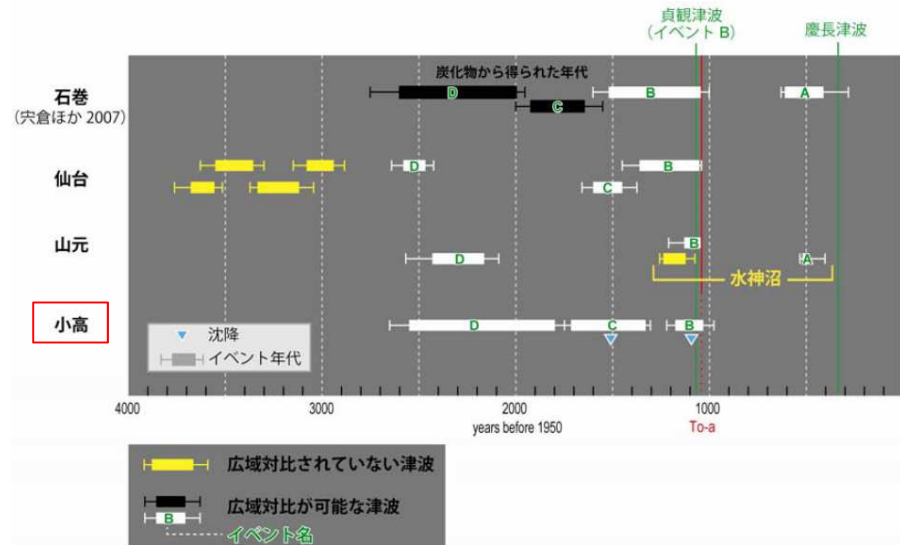 貞観津波
(イベント B)
慶長津波
炭化物から得られた年代
石巻
(宍倉ほか 2007)
D
C
B
A
仙台
D
C
B
山元
D
B
A
水神沼
小高
D
C
B
沈降
イベント年代
4000
3000
2000
1000
years before 1950
To-a
広域対比されていない津波
広域対比が可能な津波
B
イベント名